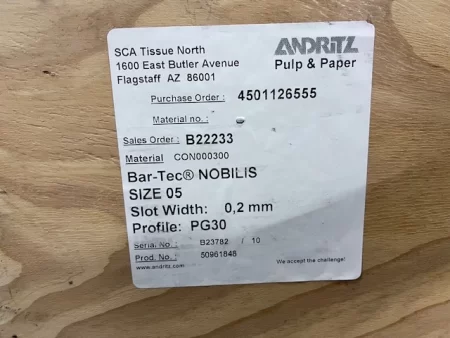 SCA Tissue North
1600 East Butler Avenue
Flagstaff AZ 86001
ANDRITZ
Pulp & Paper
Purchase Order : 4501126555
Material no. :
Sales Order : B22233
Material CON000300
Bar-Tec® NOBILIS
SIZE 05
Slot Width: 0,2 mm
Profile: PG30
Serial No. : B23782 / 10
Prod. No. : 50961848
www.andritz.com
We accept the challenge!